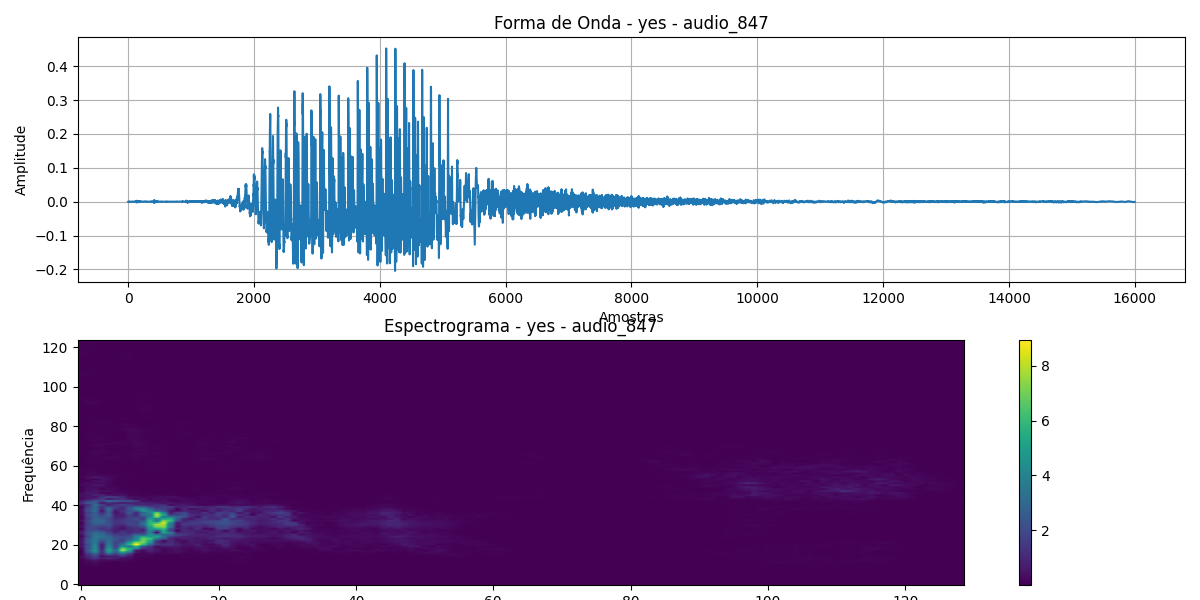 Forma de Onda - yes - audio_847
Amplitude
0.4
0.3
0.2
0.1
0.0
−0.1
−0.2
0 2000 4000 6000 8000 10000 12000 14000 16000
Amostras
Espectrograma - yes - audio_847
Frequência
120
100
80
60
40
20
0
8
6
4
2
0 20 40 60 80 100 120